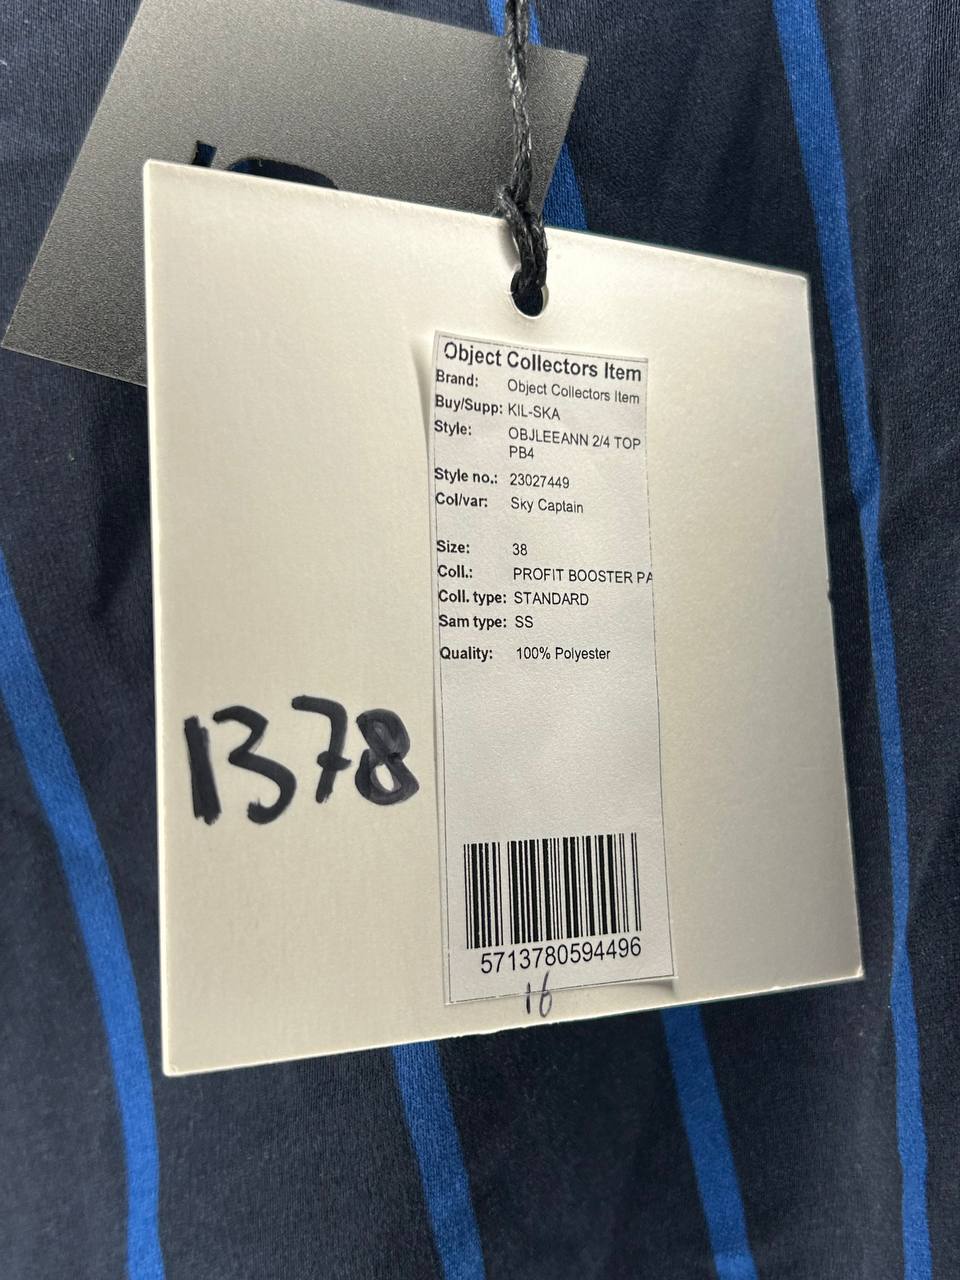 Object Collectors Item
Brand: Object Collectors Item
Buy/Supp: KIL-SKA
Style: OBJLEEANN 2/4 TOP
PB4
Style no.: 23027449
Col/var: Sky Captain
Size: 38
Coll.: PROFIT BOOSTER PA
Coll. type: STANDARD
Sam type: SS
Quality: 100% Polyester
1378
5713780594496
16